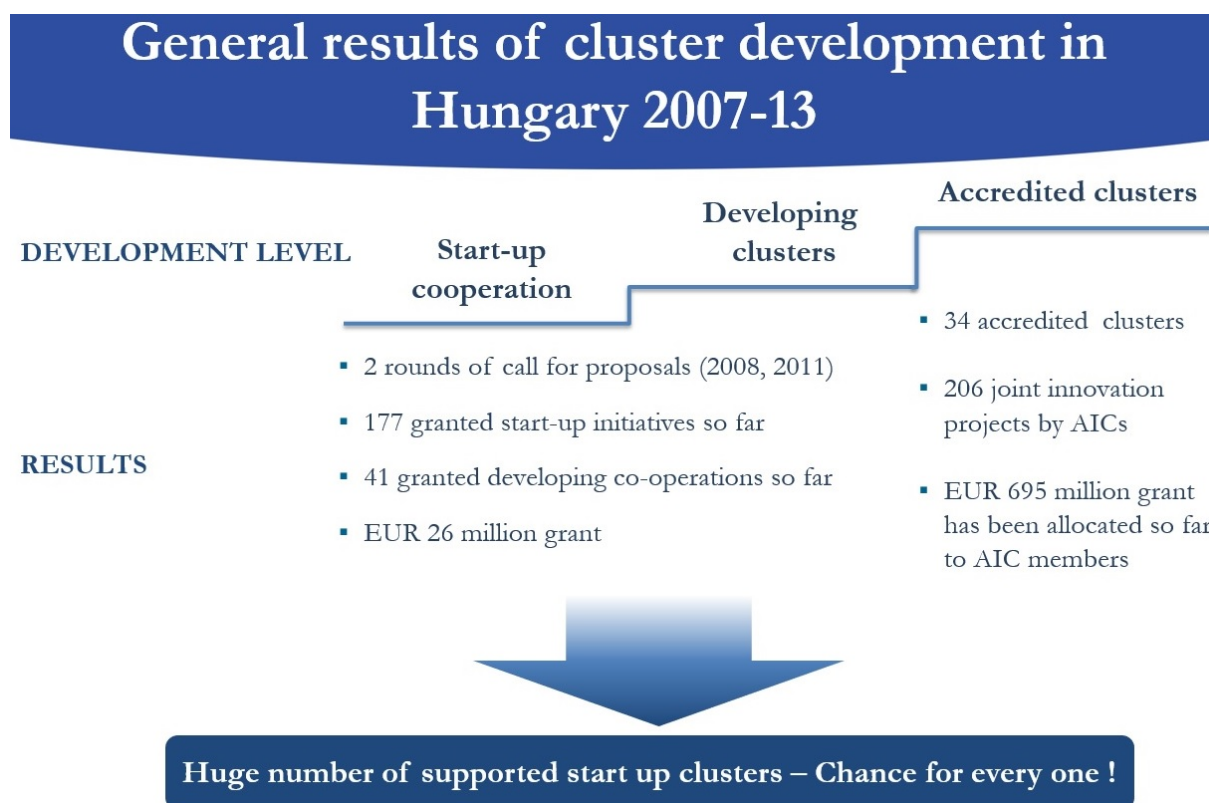 General results of cluster development in
Hungary 2007-13
DEVELOPMENT LEVEL
Start-up
cooperation
Developing
clusters
Accredited clusters
RESULTS
▪ 2 rounds of call for proposals (2008, 2011)
▪ 177 granted start-up initiatives so far
▪ 41 granted developing co-operations so far
▪ EUR 26 million grant
▪ 34 accredited clusters
▪ 206 joint innovation
projects by AICs
▪ EUR 695 million grant
has been allocated so far
to AIC members
Huge number of supported start up clusters – Chance for every one !